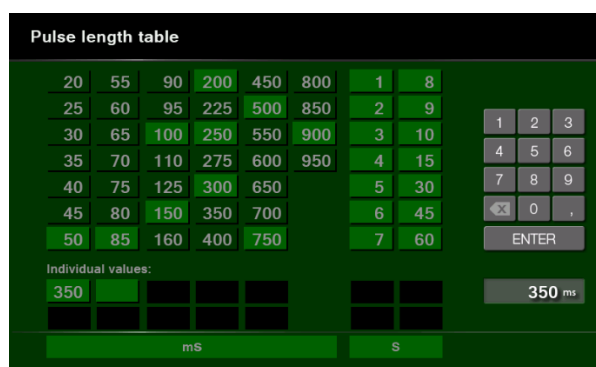 Pulse length table
20 55 90 200 450 800 1 8
25 60 95 225 500 850 2 9
30 65 100 250 550 900 3 10
35 70 110 275 600 950 4 15
40 75 125 300 650 5 30
45 80 150 350 700 6 45
50 85 160 400 750 7 60
Individual values:
350
ms S
1 2 3
4 5 6
7 8 9
0 ,
ENTER
350 ms